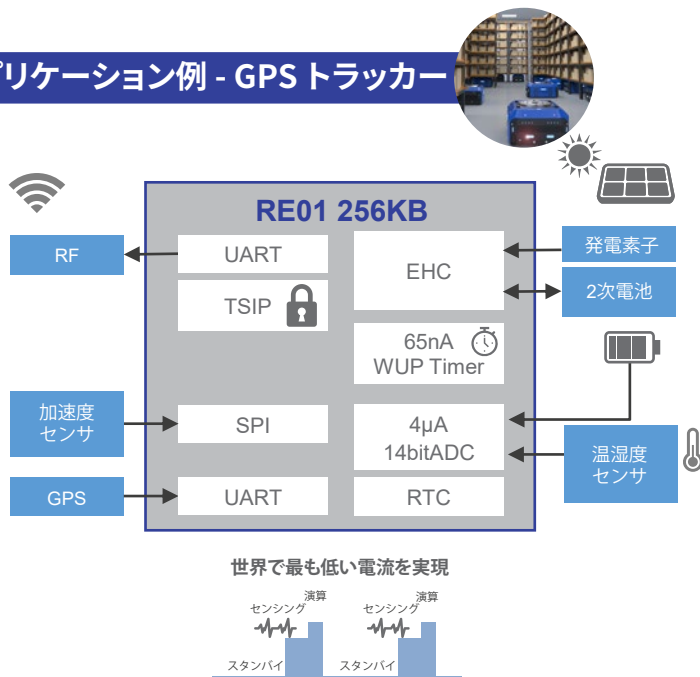 プリケーション例 - GPS トラッカー
RE01 256KB
RF
UART
TSIP
EHC
発電素子
2次電池
65nA
WUP Timer
加速度
センサ
SPI
4μA
14bitADC
温湿度
センサ
GPS
UART
RTC
世界で最も低い電流を実現
演算
センシング
スタンバイ
演算
センシング
スタンバイ